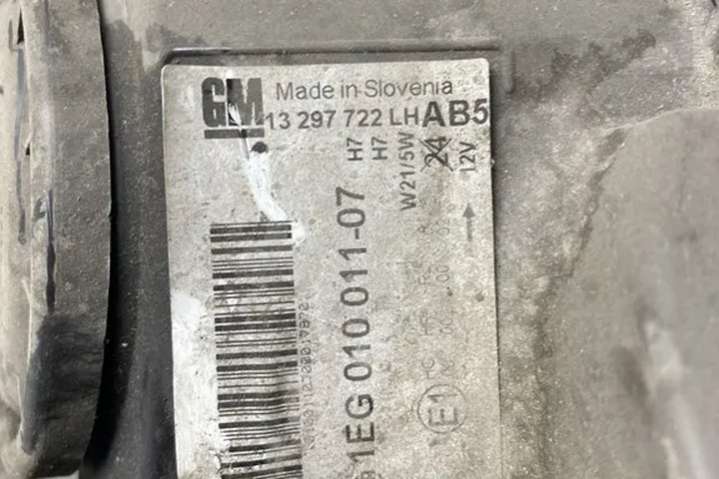 GM
Made in Slovenia
13 297 722 LH AB5
H7
H7
W21/5W
24
12V
1EG 010 011-07
E1